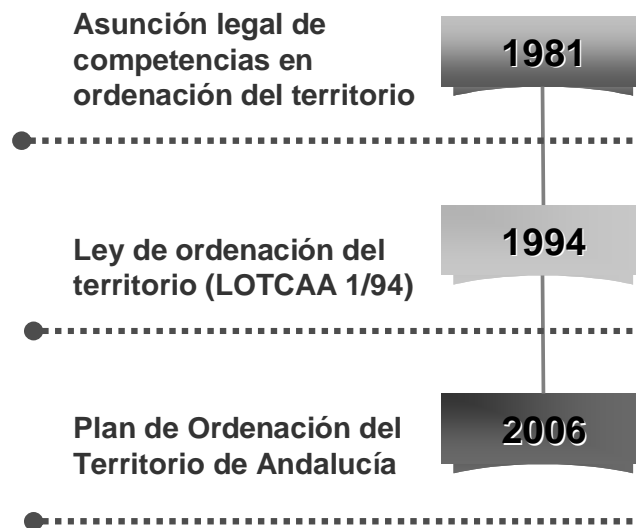 Asunción legal de
competencias en
ordenación del territorio
1981
Ley de ordenación del
territorio (LOTCAA 1/94)
1994
Plan de Ordenación del
Territorio de Andalucía
2006